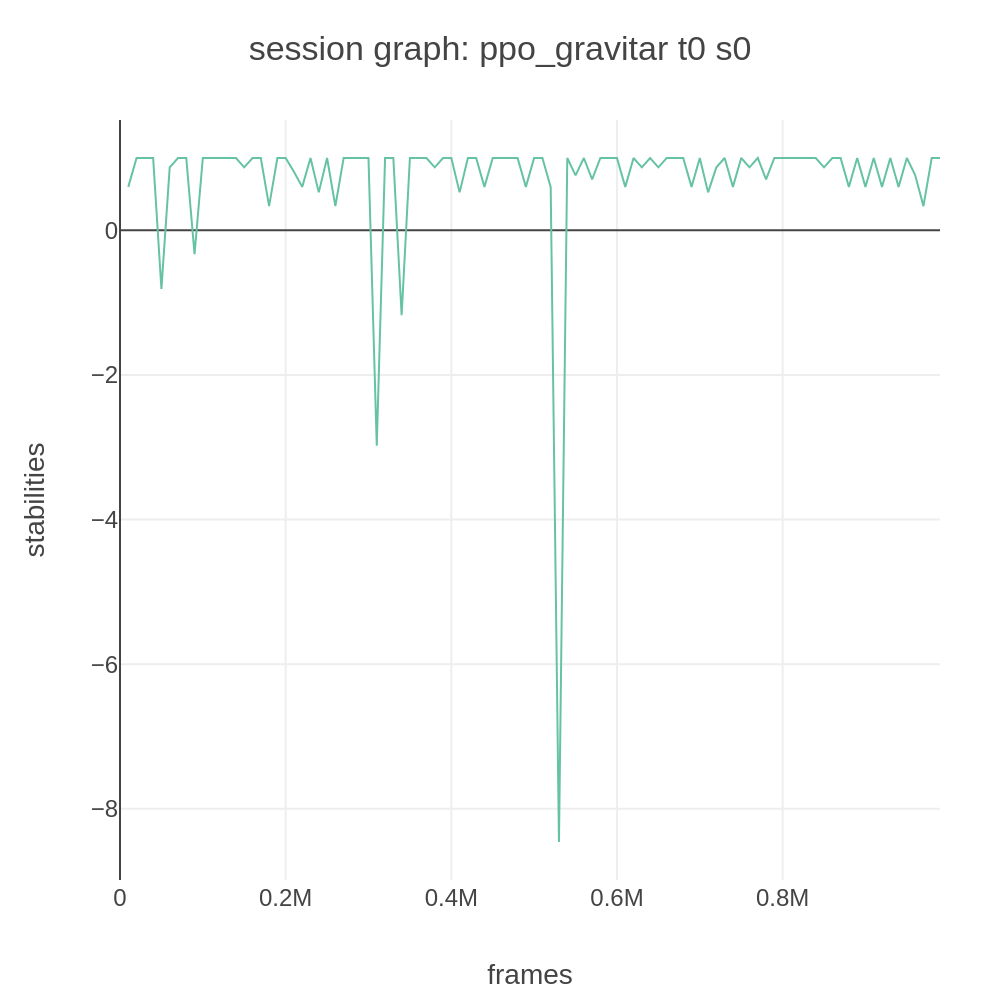 session graph: ppo_gravitar t0 s0
stabilities
0
−2
−4
−6
−8
0
0.2M
0.4M
0.6M
0.8M
frames